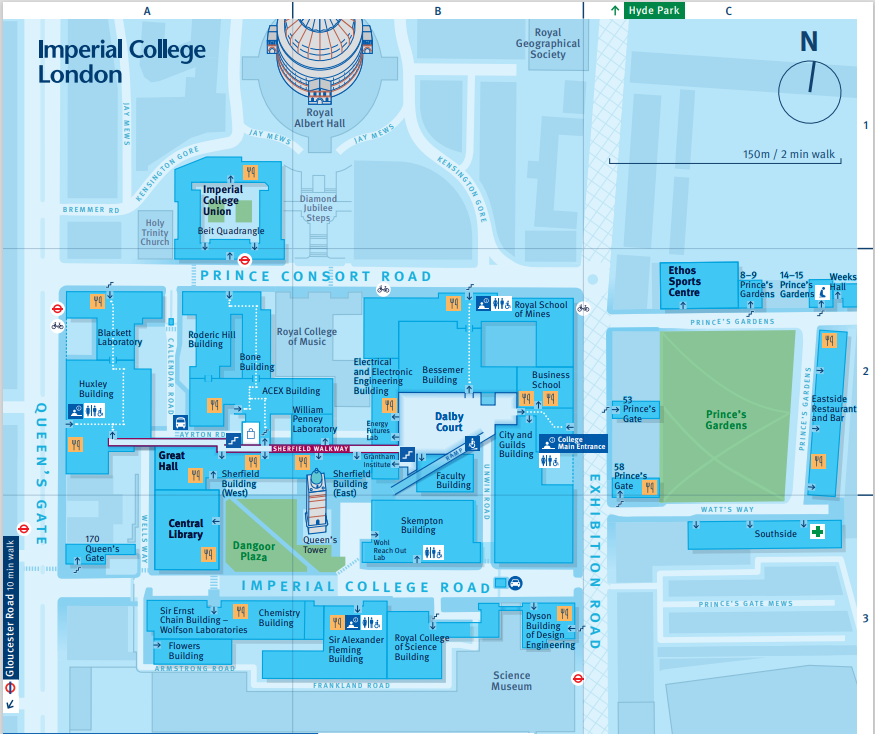 A
B
Hyde Park
C
Imperial College
London
Royal
Geographical
Society
N
Royal
Albert Hall
JAY MEWS
JAY MEWS
JAY MEWS
1
150m / 2 min walk
KENSINGTON GORE
KENSINGTON GORE
BREMMER RD
Imperial
College
Union
Beit Quadrangle
Holy
Trinity
Church
Diamond
Jubilee
Steps
PRINCE CONSORT ROAD
Ethos
Sports
Centre
8–9
Prince's
Gardens
14–15
Prince's
Gardens
Weeks
Hall
PRINCE'S GARDENS
Blackett
Laboratory
Roderic Hill
Building
Bone
Building
Royal College
of Music
Royal School
of Mines
CALLENDAR ROAD
Electrical
and Electronic
Engineering
Building
Bessemer
Building
Business
School
2
Huxley
Building
ACEX Building
William
Penney
Laboratory
Energy
Futures
Lab
Dalby
Court
53
Prince's
Gate
Prince's
Gardens
PRINCE'S GARDENS
Eastside
Restaurant
and Bar
QUEEN'S GATE
AYRTON RD
SHERFIELD WALKWAY
City and
Guilds
Building
College
Main Entrance
Great
Hall
Grantham
Institute
RAMP
Sherfield
Building
(West)
Sherfield
Building
(East)
Faculty
Building
UNWIN ROAD
58
Prince's
Gate
EXHIBITION ROAD
WATT'S WAY
Southside
Central
Library
WELLS WAY
Dangoor
Plaza
Queen's
Tower
Skempton
Building
Wohl
Reach Out
Lab
170
Queen's
Gate
Gloucester Road 10 min walk
IMPERIAL COLLEGE ROAD
PRINCE'S GATE MEWS
3
Sir Ernst
Chain Building –
Wolfson Laboratories
Chemistry
Building
Flowers
Building
Sir Alexander
Fleming
Building
Royal College
of Science
Building
Dyson
Building
of Design
Engineering
ARMSTRONG ROAD
FRANKLAND ROAD
Science
Museum